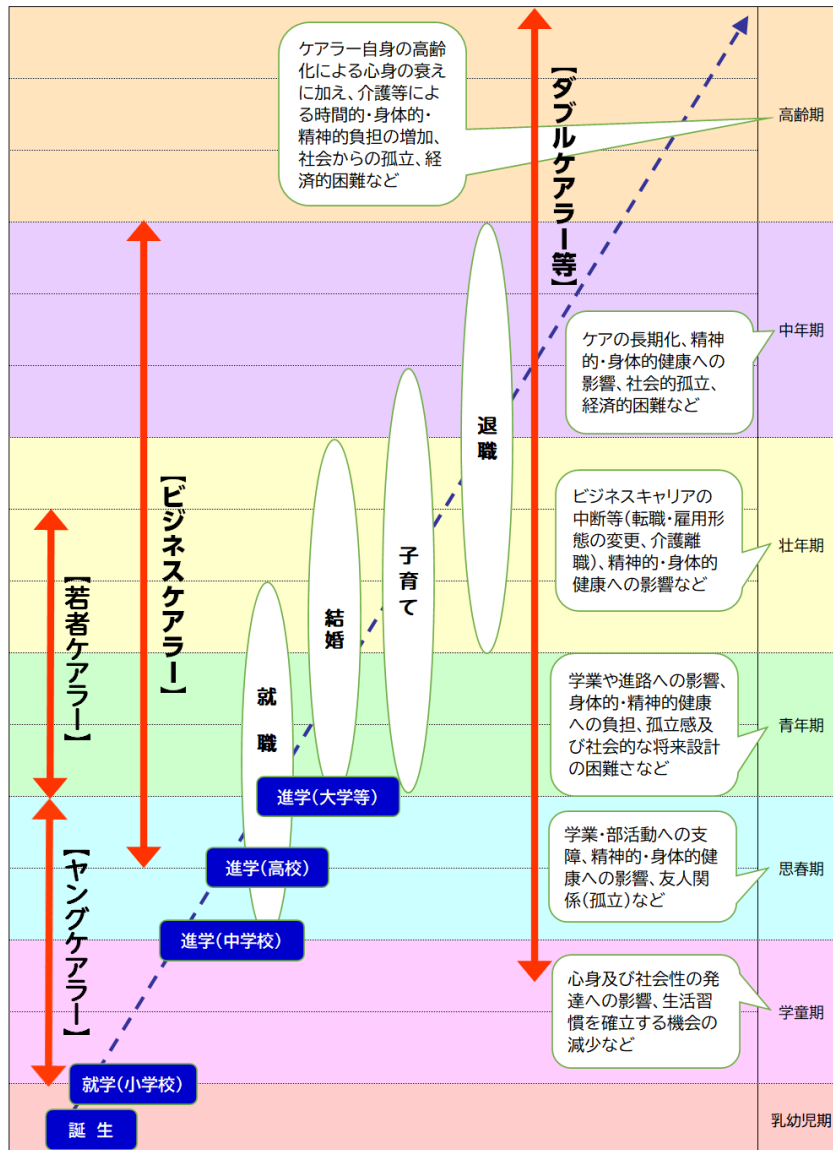 ケアラー自身の高齢
化による心身の衰え
に加え、介護等によ
る時間的・身体的・
精神的負担の増加、
社会からの孤立、経
済的困難など
高齢期
【ダブルケアラー等】
ケアの長期化、精神
的・身体的健康への
影響、社会的孤立、
経済的困難など
中年期
退職
【ビジネスケアラー】
ビジネスキャリアの
中断等(転職・雇用形
態の変更、介護離
職)、精神的・身体的
健康への影響など
壮年期
子育て
結婚
【若者ケアラー】
就職
学業や進路への影響、
身体的・精神的健康
への負担、孤立感及
び社会的な将来設計
の困難さなど
青年期
進学(大学等)
学業・部活動への支
障、精神的・身体的健
康への影響、友人関
係(孤立)など
思春期
進学(高校)
【ヤングケアラー】
進学(中学校)
心身及び社会性の発
達への影響、生活習
慣を確立する機会の
減少など
学童期
就学(小学校)
誕 生
乳幼児期